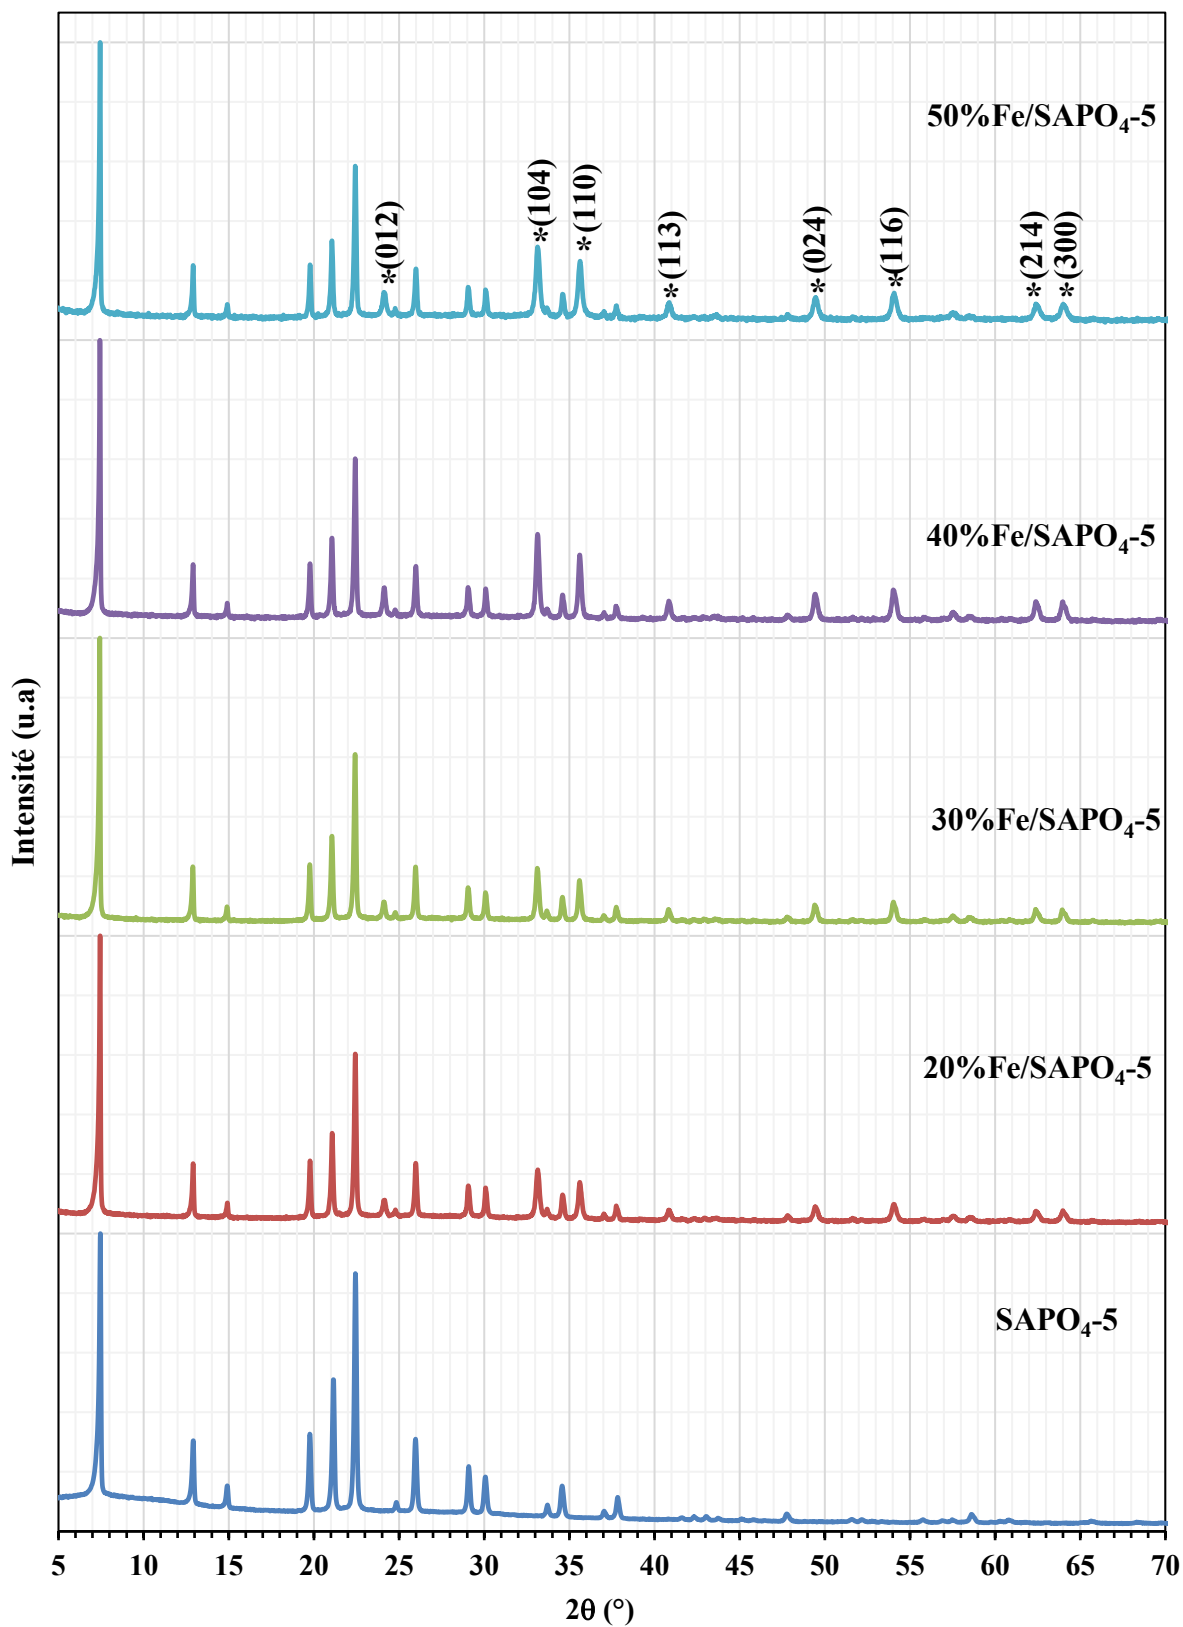 50%Fe/SAPO₄-5
*(012)
*(104)
*(110)
*(113)
*(024)
*(116)
*(214)
*(300)
40%Fe/SAPO₄-5
30%Fe/SAPO₄-5
20%Fe/SAPO₄-5
SAPO₄-5
Intensité (u.a)
5 10 15 20 25 30 35 40 45 50 55 60 65 70
2θ (°)